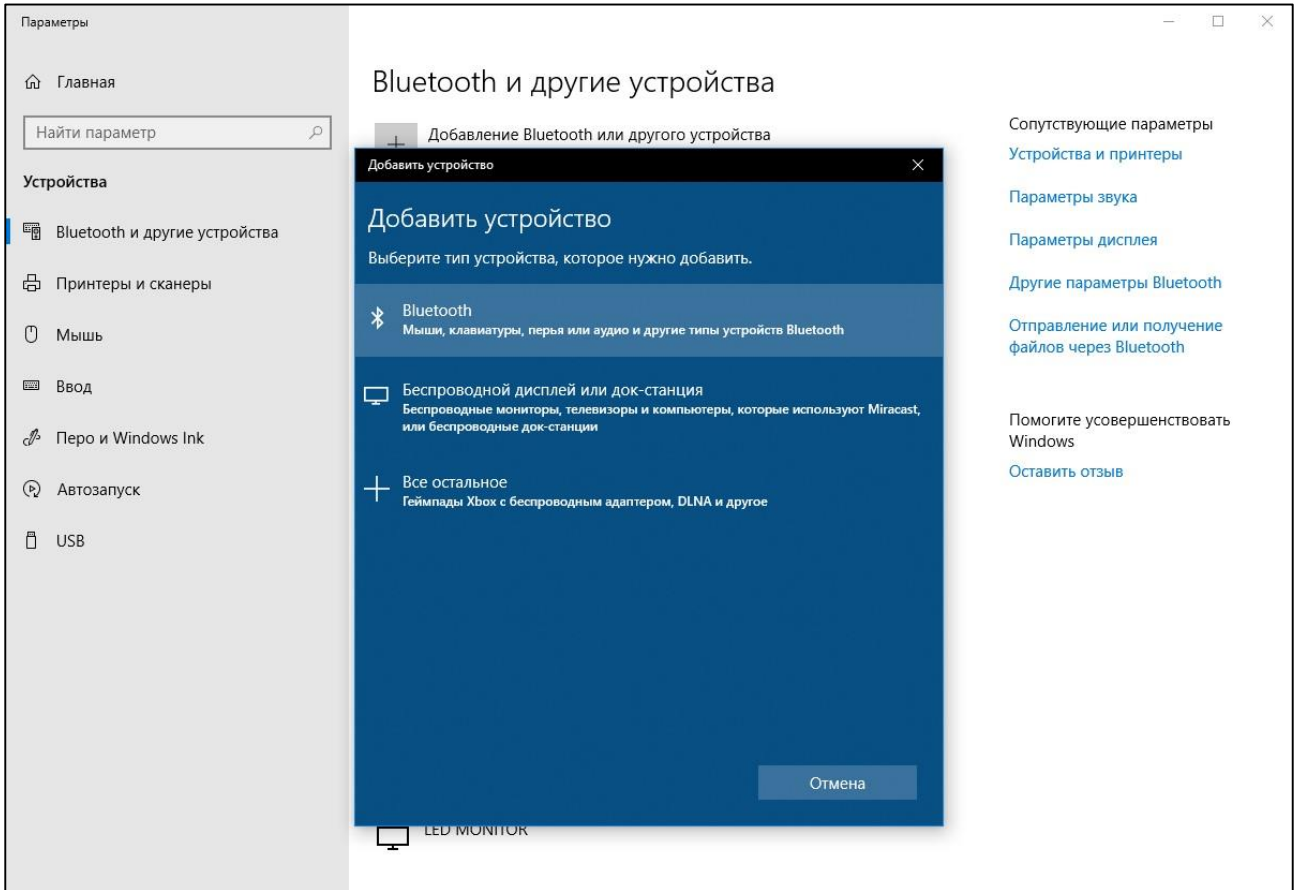 Параметры
Главная
Найти параметр
Устройства
Bluetooth и другие устройства
Принтеры и сканеры
Мышь
Ввод
Перо и Windows Ink
Автозапуск
USB
Bluetooth и другие устройства
Добавление Bluetooth или другого устройства
Добавить устройство
Добавить устройство
Выберите тип устройства, которое нужно добавить.
Bluetooth
Мыши, клавиатуры, перья или аудио и другие типы устройств Bluetooth
Беспроводной дисплей или док-станция
Беспроводные мониторы, телевизоры и компьютеры, которые используют Miracast,
или беспроводные док-станции
Все остальное
Геймпады Xbox с беспроводным адаптером, DLNA и другое
Отмена
LED MONITOR
Сопутствующие параметры
Устройства и принтеры
Параметры звука
Параметры дисплея
Другие параметры Bluetooth
Отправление или получение
файлов через Bluetooth
Помогите усовершенствовать
Windows
Оставить отзыв